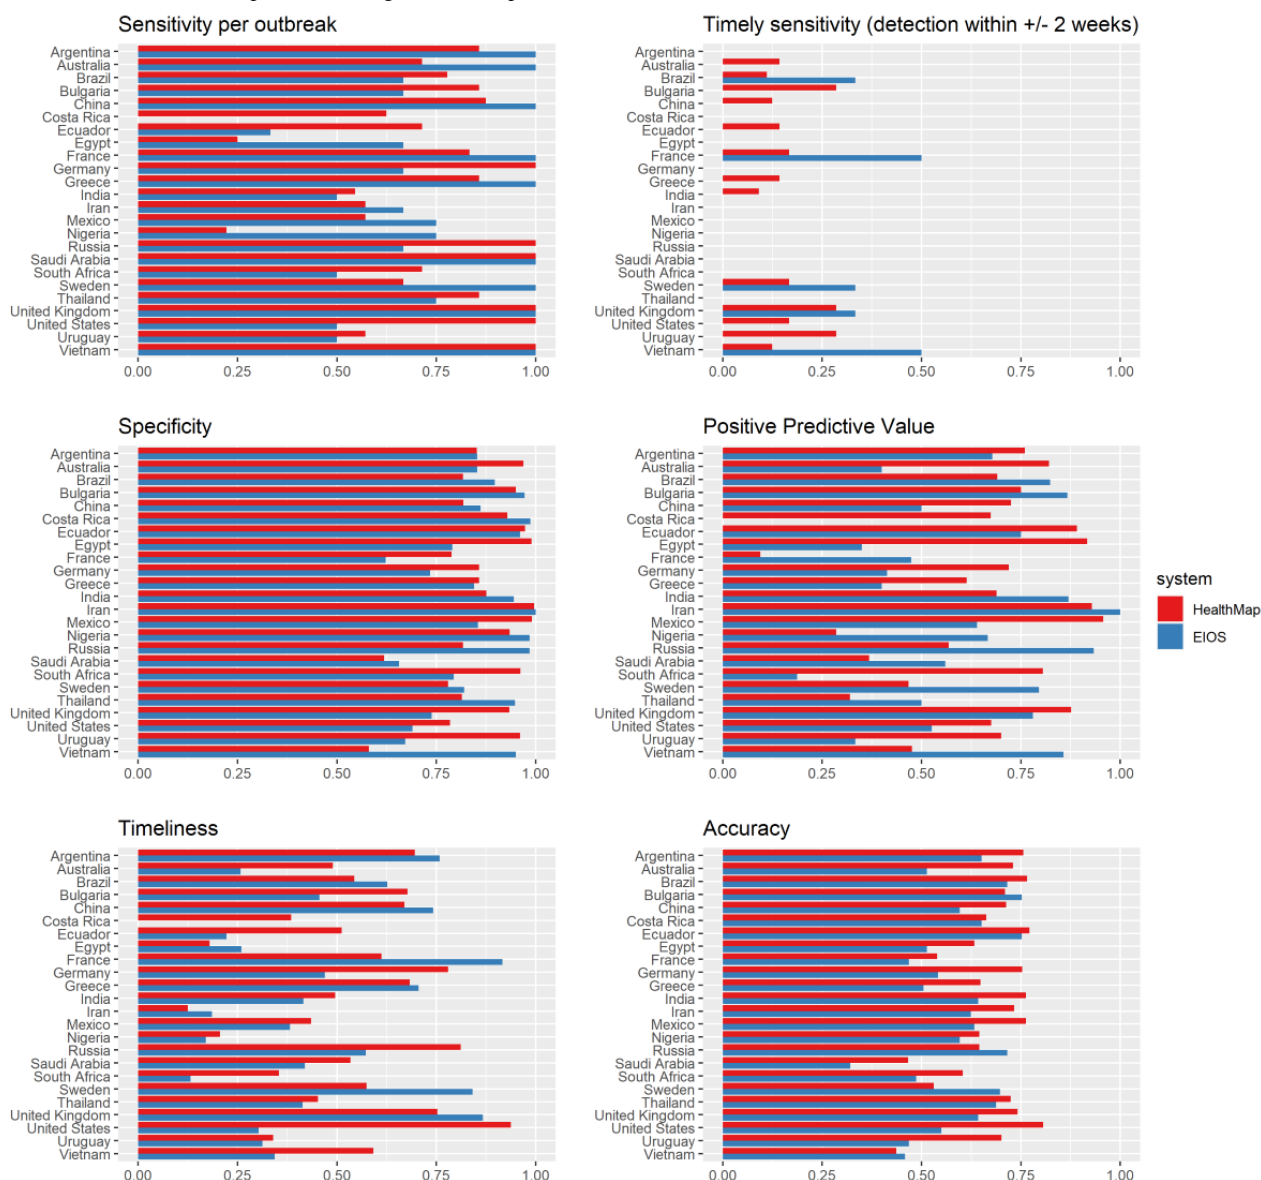 Sensitivity per outbreak
Argentina
Australia
Brazil
Bulgaria
China
Costa Rica
Ecuador
Egypt
France
Germany
Greece
India
Iran
Mexico
Nigeria
Russia
Saudi Arabia
South Africa
Sweden
Thailand
United Kingdom
United States
Uruguay
Vietnam
0.00 0.25 0.50 0.75 1.00
Timely sensitivity (detection within +/- 2 weeks)
Argentina
Australia
Brazil
Bulgaria
China
Costa Rica
Ecuador
Egypt
France
Germany
Greece
India
Iran
Mexico
Nigeria
Russia
Saudi Arabia
South Africa
Sweden
Thailand
United Kingdom
United States
Uruguay
Vietnam
0.00 0.25 0.50 0.75 1.00
Specificity
Argentina
Australia
Brazil
Bulgaria
China
Costa Rica
Ecuador
Egypt
France
Germany
Greece
India
Iran
Mexico
Nigeria
Russia
Saudi Arabia
South Africa
Sweden
Thailand
United Kingdom
United States
Uruguay
Vietnam
0.00 0.25 0.50 0.75 1.00
Positive Predictive Value
Argentina
Australia
Brazil
Bulgaria
China
Costa Rica
Ecuador
Egypt
France
Germany
Greece
India
Iran
Mexico
Nigeria
Russia
Saudi Arabia
South Africa
Sweden
Thailand
United Kingdom
United States
Uruguay
Vietnam
0.00 0.25 0.50 0.75 1.00
system
HealthMap
EIOS
Timeliness
Argentina
Australia
Brazil
Bulgaria
China
Costa Rica
Ecuador
Egypt
France
Germany
Greece
India
Iran
Mexico
Nigeria
Russia
Saudi Arabia
South Africa
Sweden
Thailand
United Kingdom
United States
Uruguay
Vietnam
0.00 0.25 0.50 0.75 1.00
Accuracy
Argentina
Australia
Brazil
Bulgaria
China
Costa Rica
Ecuador
Egypt
France
Germany
Greece
India
Iran
Mexico
Nigeria
Russia
Saudi Arabia
South Africa
Sweden
Thailand
United Kingdom
United States
Uruguay
Vietnam
0.00 0.25 0.50 0.75 1.00